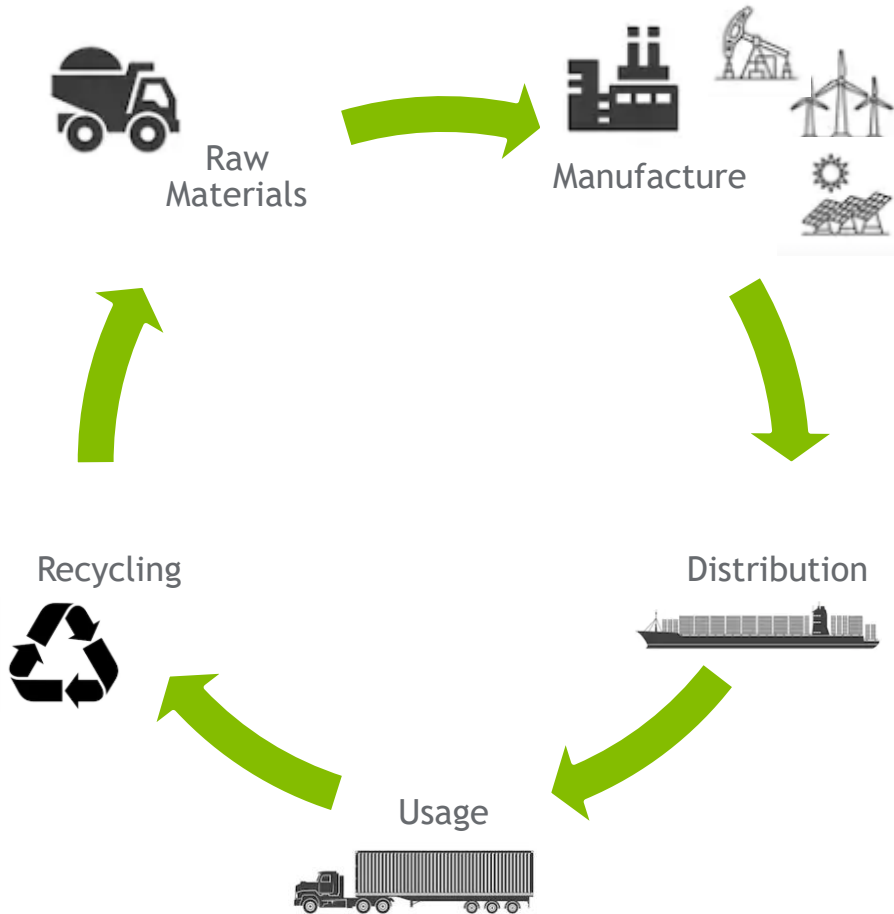 Raw
Materials
Manufacture
Distribution
Usage
Recycling